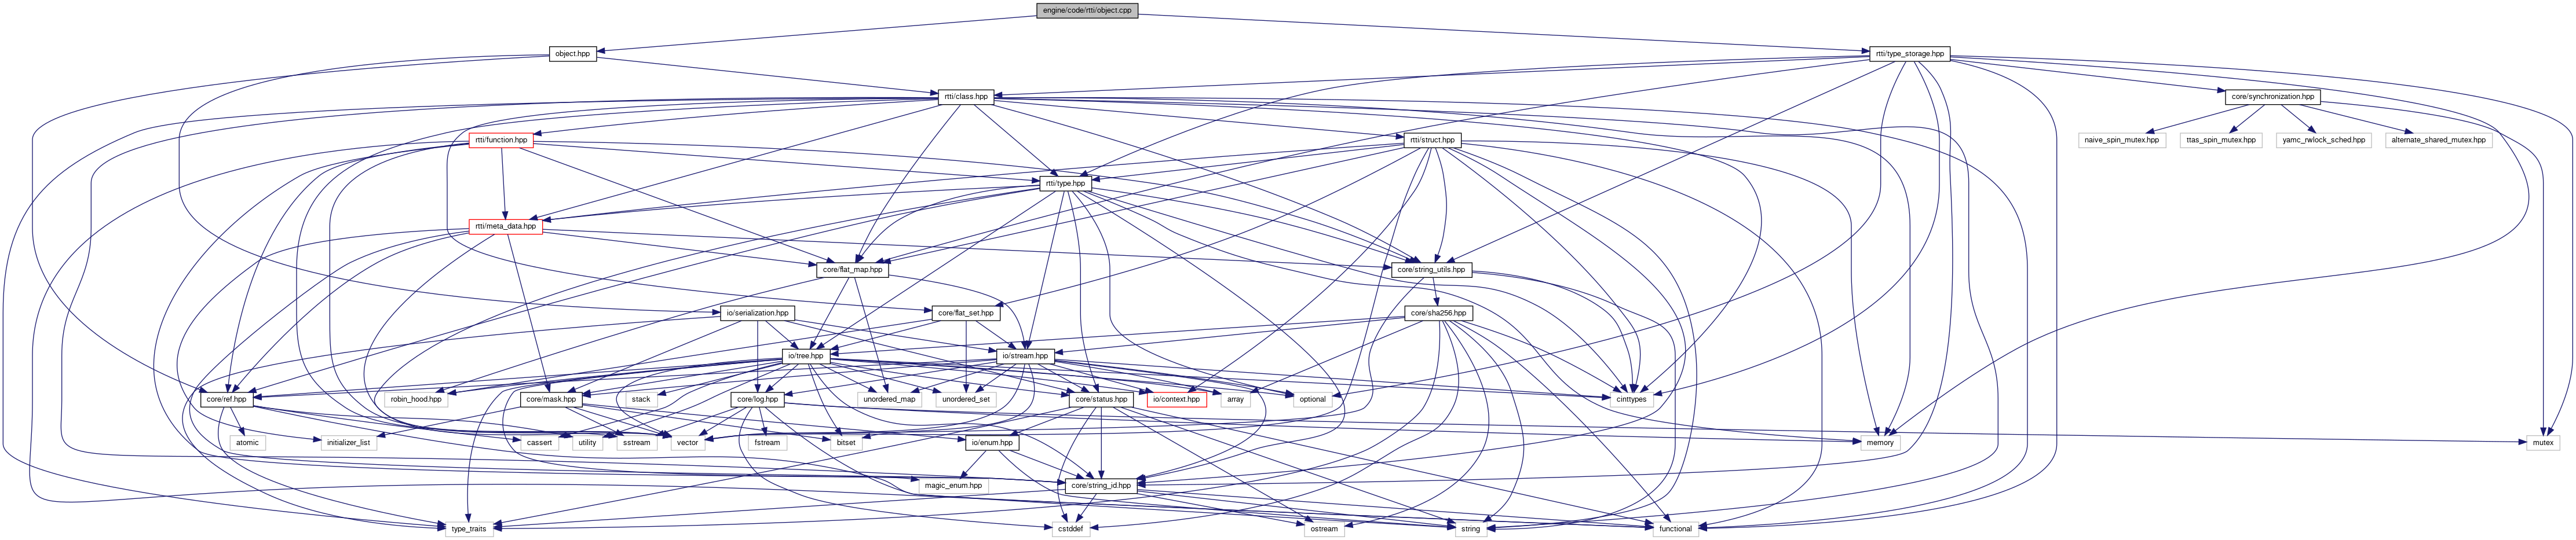 engine/code/rtti/object.cpp
object.hpp
rtti/type_storage.hpp
rtti/class.hpp
core/synchronization.hpp
rtti/function.hpp
rtti/struct.hpp
naive_spin_mutex.hpp
ttas_spin_mutex.hpp
yamc_rwlock_sched.hpp
alternate_shared_mutex.hpp
rtti/type.hpp
rtti/meta_data.hpp
core/flat_map.hpp
core/string_utils.hpp
io/serialization.hpp
core/flat_set.hpp
core/sha256.hpp
io/tree.hpp
io/stream.hpp
core/ref.hpp
robin_hood.hpp
core/mask.hpp
stack
core/log.hpp
unordered_map
unordered_set
core/status.hpp
io/context.hpp
array
optional
cinttypes
atomic
initializer_list
cassert
utility
sstream
vector
fstream
bitset
io/enum.hpp
memory
mutex
magic_enum.hpp
core/string_id.hpp
type_traits
cstddef
ostream
string
functional